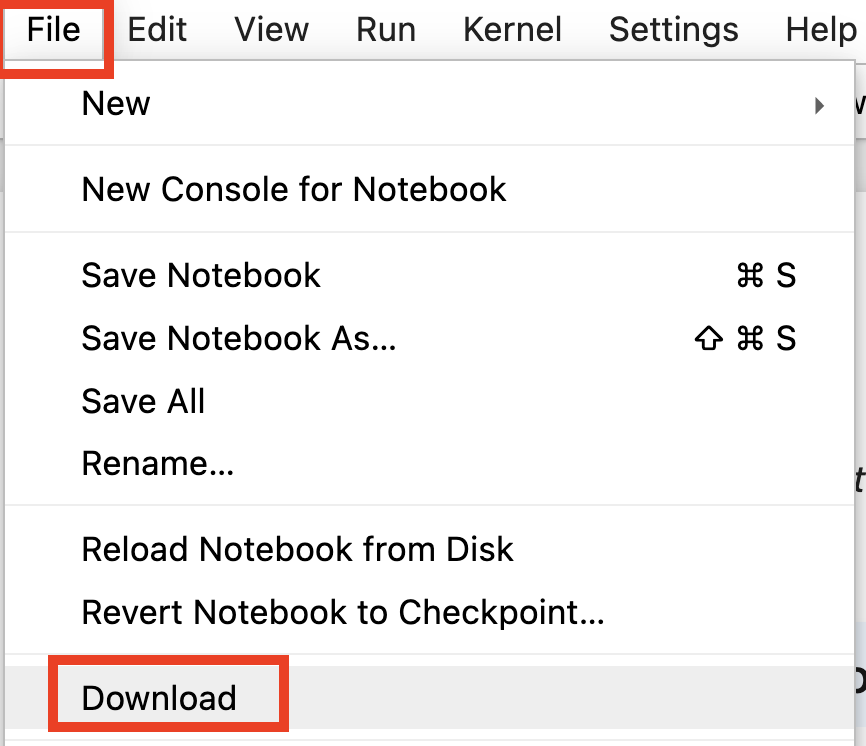 File Edit View Run Kernel Settings Help
New
New Console for Notebook
Save Notebook ⌘ S
Save Notebook As... ⇧ ⌘ S
Save All
Rename...
Reload Notebook from Disk
Revert Notebook to Checkpoint...
Download